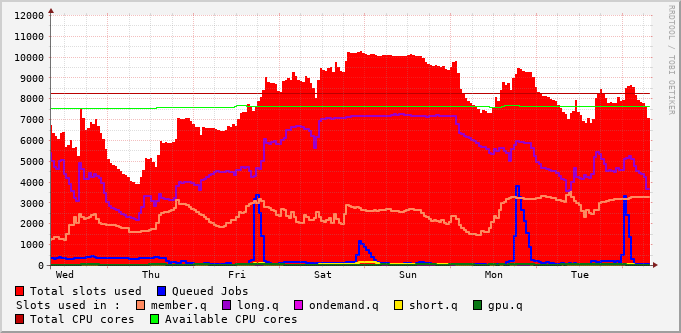 12000
11000
10000
9000
8000
7000
6000
5000
4000
3000
2000
1000
0
Wed Thu Fri Sat Sun Mon Tue
RRDTOOL / TOBI OETIKER
Total slots used Queued Jobs
Slots used in : member.q long.q ondemand.q short.q gpu.q
Total CPU cores Available CPU cores